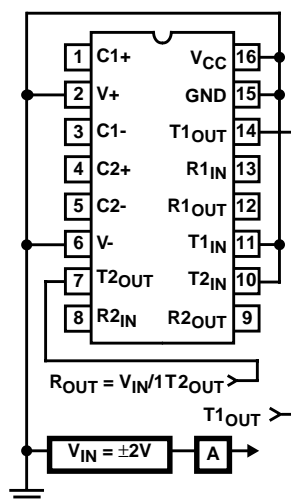 1 C1+ VCC 16
2 V+ GND 15
3 C1- T1OUT 14
4 C2+ R1IN 13
5 C2- R1OUT 12
6 V- T1IN 11
7 T2OUT T2IN 10
8 R2IN R2OUT 9
ROUT = VIN/1T2OUT
T1OUT
VIN = ±2V A